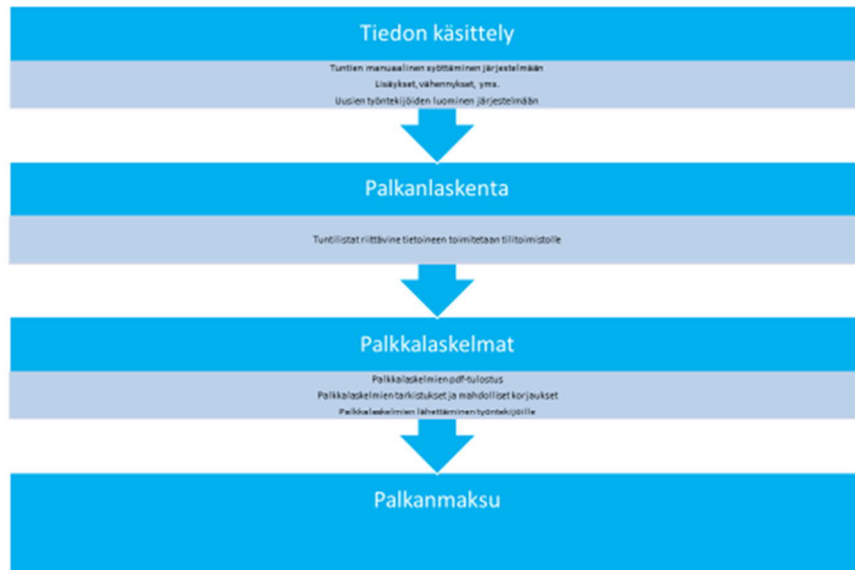 Tiedon käsittely
Tuntien manuaalinen syöttäminen järjestelmään
Lisäykset, vähennykset, yms.
Uusien työntekijöiden luominen järjestelmään
Palkanlaskenta
Tuntilistat riittävine tietoineen toimitetaan tilitoimistolle
Palkkalaskelmat
Palkkalaskelmien pdf-tulostus
Palkkalaskelmien tarkistukset ja mahdolliset korjaukset
Palkkalaskelmien lähettäminen työntekijöille
Palkanmaksu